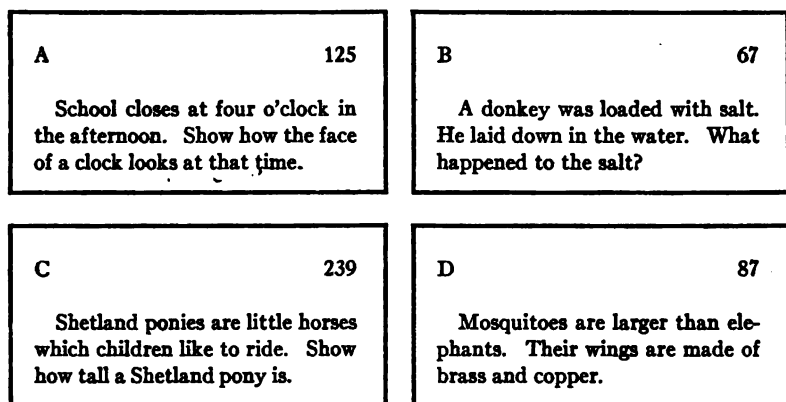 A 125
School closes at four o'clock in
the afternoon. Show how the face
of a clock looks at that time.
B 67
A donkey was loaded with salt.
He laid down in the water. What
happened to the salt?
C 239
Shetland ponies are little horses
which children like to ride. Show
how tall a Shetland pony is.
D 87
Mosquitoes are larger than ele-
phants. Their wings are made of
brass and copper.